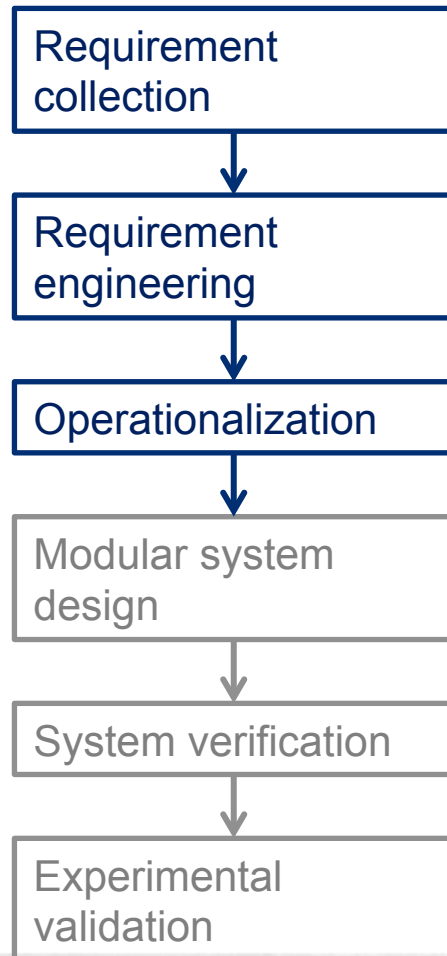 Requirement
collection
Requirement
engineering
Operationalization
Modular system
design
System verification
Experimental
validation